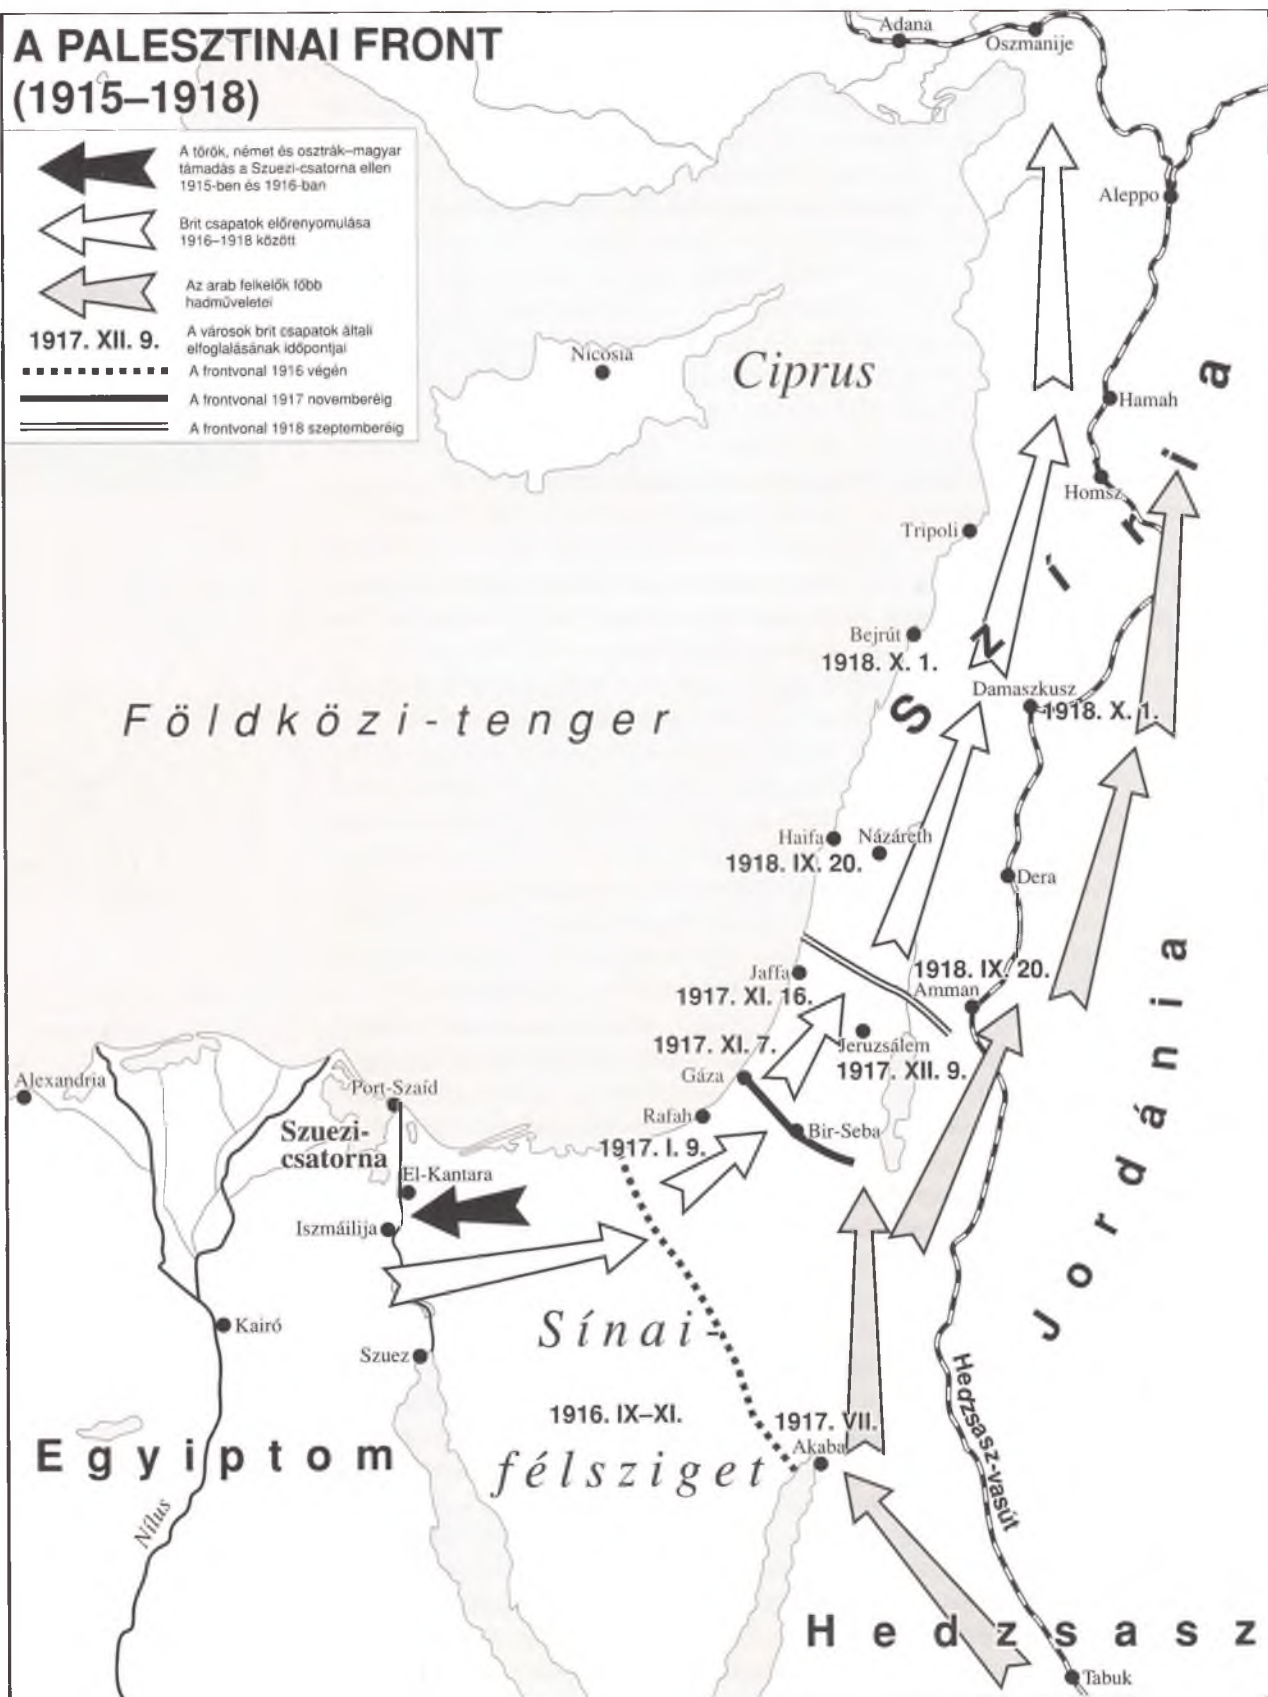 A PALESZTINAI FRONT
(1915–1918)
A török, német és osztrák–magyar
támadás a Szuezi-csatorna ellen
1915-ben és 1916-ban
Brit csapatok előrenyomulása
1916–1918 között
Az arab felkelők főbb
hadműveletei
1917. XII. 9.
A városok brit csapatok általi
elfoglalásának időpontjai
A frontvonal 1916 végén
A frontvonal 1917 novemberéig
A frontvonal 1918 szeptemberéig
Adana
Oszmanije
Aleppo
Nicosia
Ciprus
Hamah
Homsz
Tripoli
Szíria
Bejrút
1918. X. 1.
Damaszkusz
1918. X. 1.
Földközi-tenger
Haifa
1918. IX. 20.
Názáreth
Dera
Jaffa
1917. XI. 16.
1918. IX. 20.
Amman
1917. XI. 7.
Gáza
Jeruzsálem
1917. XII. 9.
Jordánia
Alexandria
Port-Szaíd
Szuezi-
csatorna
Rafah
1917. I. 9.
Bir-Seba
El-Kantara
Iszmáilija
Kairó
Szuez
Sínai-
félsziget
1916. IX–XI.
1917. VII.
Akaba
Hedzsasz-vasút
Egyiptom
Nílus
Hedzsasz
Tabuk